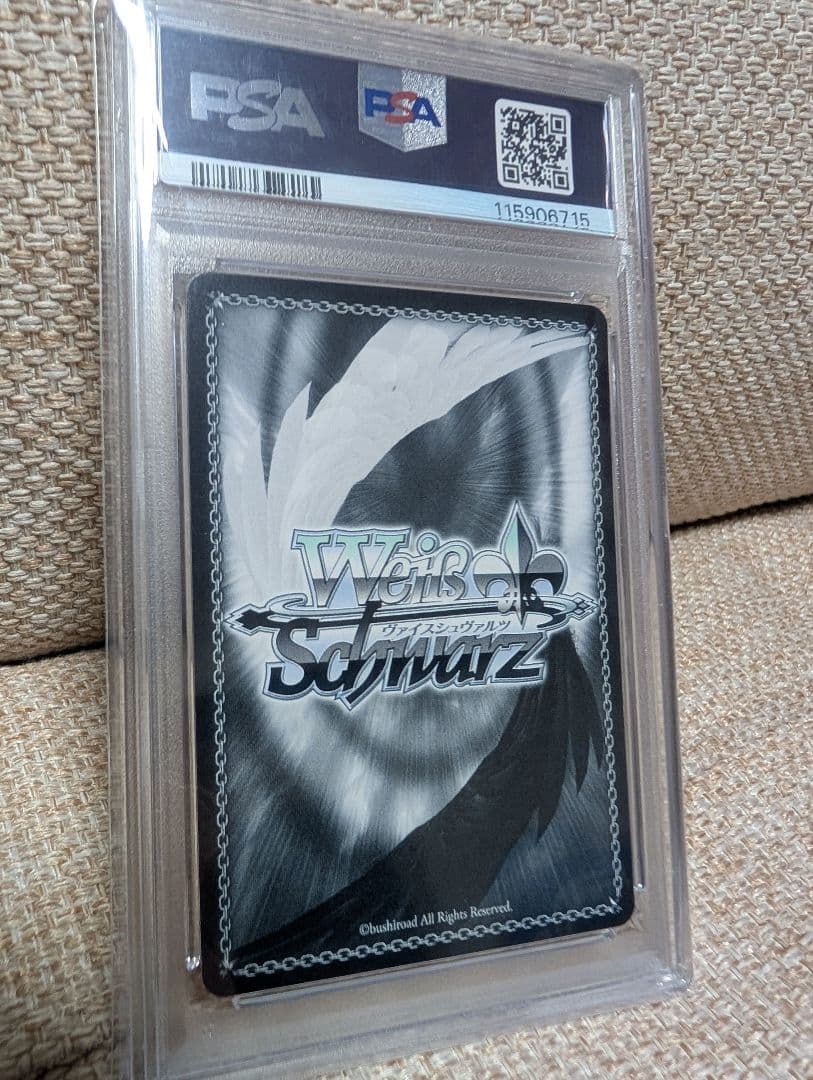 PSA PSA
115906715
Weiß
ヴァイスシュヴァルツ
Schwarz
©bushiroad All Rights Reserved.